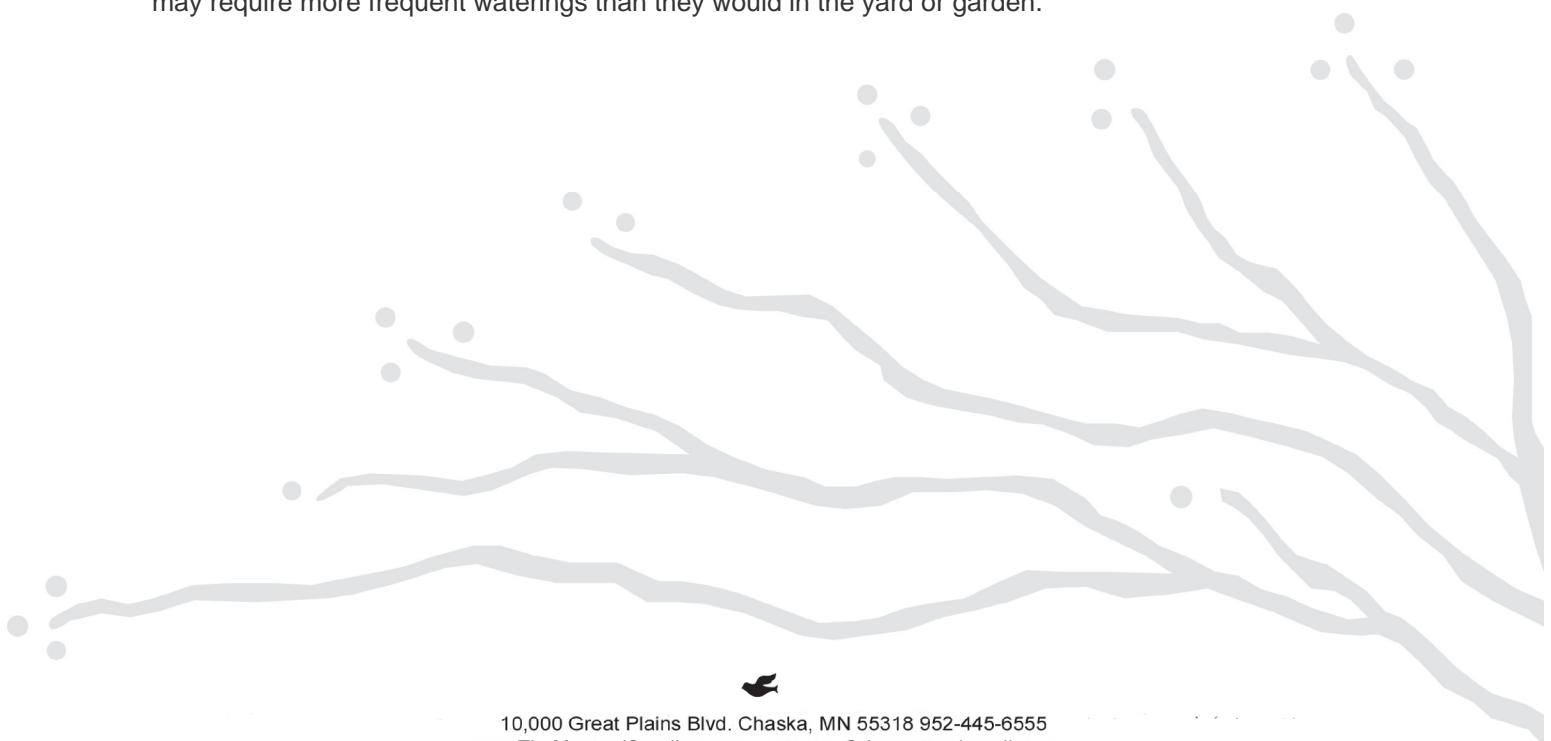 may require more frequent waterings than they would in the yard or garden.
10,000 Great Plains Blvd. Chaska, MN 55318 952-445-6555